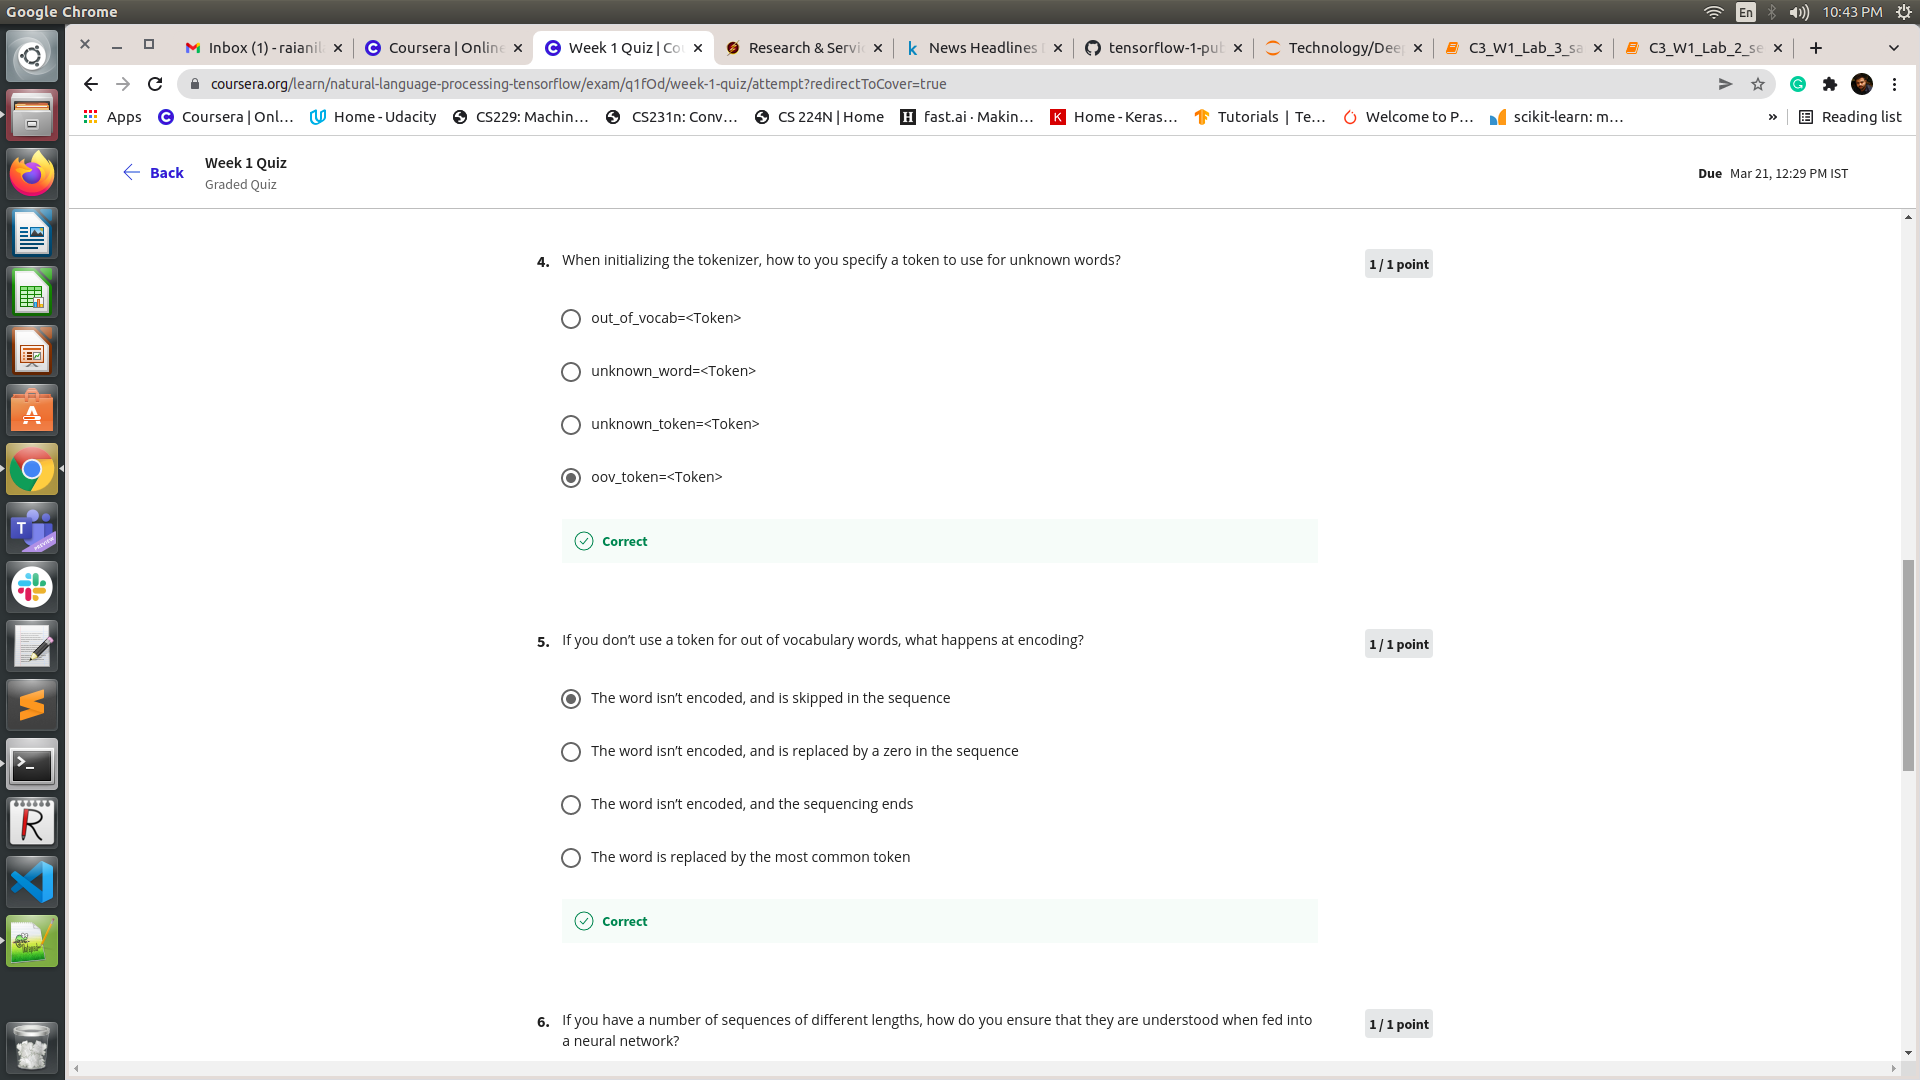 Google Chrome
En
10:43 PM
Inbox (1) - raianil
Coursera | Online
Week 1 Quiz | Co
Research & Servi
News Headlines
tensorflow-1-pub
Technology/Deep
C3_W1_Lab_3_sa
C3_W1_Lab_2_se
coursera.org/learn/natural-language-processing-tensorflow/exam/q1fOd/week-1-quiz/attempt?redirectToCover=true
Apps
Coursera | Onl...
Home - Udacity
CS229: Machin...
CS231n: Conv...
CS 224N | Home
fast.ai · Makin...
Home - Keras...
Tutorials | Te...
Welcome to P...
scikit-learn: m...
»
Reading list
Back
Week 1 Quiz
Graded Quiz
Due Mar 21, 12:29 PM IST
4. When initializing the tokenizer, how to you specify a token to use for unknown words?
1 / 1 point
out_of_vocab=<Token>
unknown_word=<Token>
unknown_token=<Token>
oov_token=<Token>
Correct
5. If you don’t use a token for out of vocabulary words, what happens at encoding?
1 / 1 point
The word isn’t encoded, and is skipped in the sequence
The word isn’t encoded, and is replaced by a zero in the sequence
The word isn’t encoded, and the sequencing ends
The word is replaced by the most common token
Correct
6. If you have a number of sequences of different lengths, how do you ensure that they are understood when fed into
a neural network?
1 / 1 point